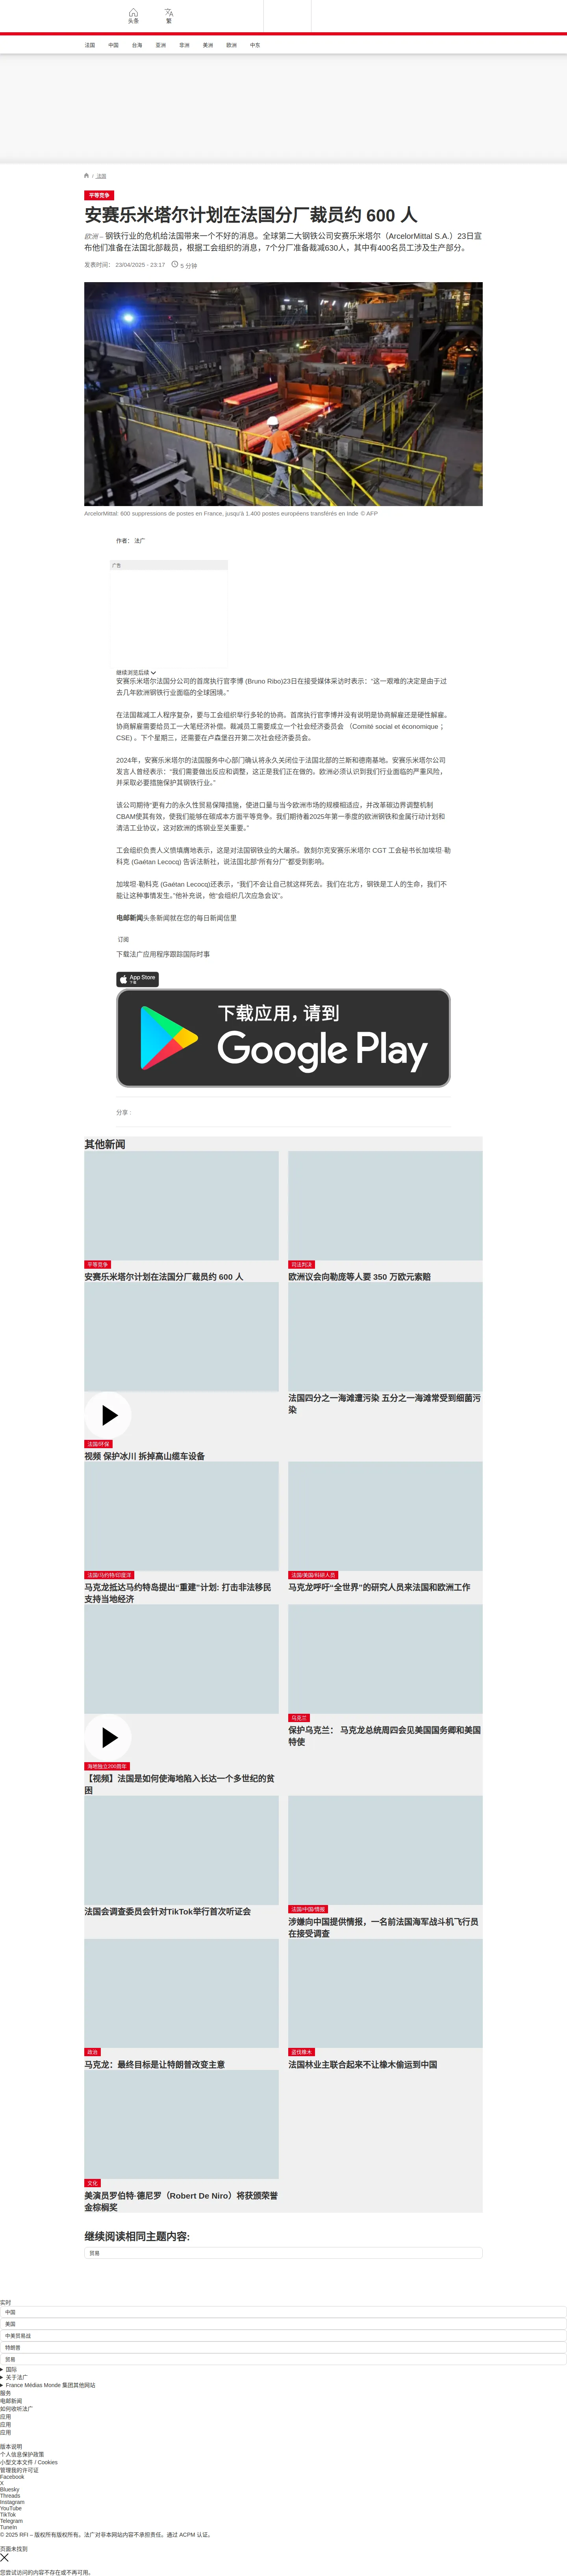 头条
繁
法国
中国
台海
亚洲
非洲
美洲
欧洲
中东
/ 法国
平等竞争
安赛乐米塔尔计划在法国分厂裁员约 600 人
欧洲 – 钢铁行业的危机给法国带来一个不好的消息。全球第二大钢铁公司安赛乐米塔尔（ArcelorMittal S.A.）23日宣
布他们准备在法国北部裁员，根据工会组织的消息，7个分厂准备裁减630人，其中有400名员工涉及生产部分。
发表时间： 23/04/2025 - 23:17 5 分钟
ArcelorMittal: 600 suppressions de postes en France, jusqu'à 1.400 postes européens transférés en Inde © AFP
作者： 法广
广告
继续浏览后续
安赛乐米塔尔法国分公司的首席执行官李博 (Bruno Ribo)23日在接受媒体采访时表示：“这一艰难的决定是由于过
去几年欧洲钢铁行业面临的全球困境。”
在法国裁减工人程序复杂，要与工会组织举行多轮的协商。首席执行官李博并没有说明是协商解雇还是硬性解雇。
协商解雇需要给员工一大笔经济补偿。裁减员工需要成立一个社会经济委员会 （Comité social et économique ；
CSE) 。下个星期三，还需要在卢森堡召开第二次社会经济委员会。
2024年，安赛乐米塔尔的法国服务中心部门确认将永久关闭位于法国北部的兰斯和德南基地。安赛乐米塔尔公司
发言人曾经表示：“我们需要做出反应和调整，这正是我们正在做的。欧洲必须认识到我们行业面临的严重风险，
并采取必要措施保护其钢铁行业。”
该公司期待“更有力的永久性贸易保障措施，使进口量与当今欧洲市场的规模相适应，并改革碳边界调整机制
CBAM使其有效，使我们能够在碳成本方面平等竞争。我们期待着2025年第一季度的欧洲钢铁和金属行动计划和
清洁工业协议，这对欧洲的炼钢业至关重要。”
工会组织负责人义愤填膺地表示，这是对法国钢铁业的大屠杀。敦刻尔克安赛乐米塔尔 CGT 工会秘书长加埃坦·勒
科克 (Gaétan Lecocq) 告诉法新社，说法国北部“所有分厂”都受到影响。
加埃坦·勒科克 (Gaetan Lecocq)还表示，“我们不会让自己就这样死去。我们在北方，钢铁是工人的生命，我们不
能让这种事情发生。”他补充说，他“会组织几次应急会议”。
电邮新闻头条新闻就在您的每日新闻信里
订阅
下载法广应用程序跟踪国际时事
App Store
下载
下载应用，请到
Google Play
分享 :
其他新闻
平等竞争
安赛乐米塔尔计划在法国分厂裁员约 600 人
司法判决
欧洲议会向勒庞等人要 350 万欧元索赔
法国/环保
视频 保护冰川 拆掉高山缆车设备
法国四分之一海滩遭污染 五分之一海滩常受到细菌污
染
法国/马约特/印度洋
马克龙抵达马约特岛提出“重建”计划: 打击非法移民
支持当地经济
法国/美国/科研人员
马克龙呼吁“全世界”的研究人员来法国和欧洲工作
海地独立200周年
【视频】法国是如何使海地陷入长达一个多世纪的贫
困
乌克兰
保护乌克兰： 马克龙总统周四会见美国国务卿和美国
特使
法国会调查委员会针对TikTok举行首次听证会
法国/中国/情报
涉嫌向中国提供情报，一名前法国海军战斗机飞行员
在接受调查
政治
马克龙：最终目标是让特朗普改变主意
盗伐橡木
法国林业主联合起来不让橡木偷运到中国
文化
美演员罗伯特·德尼罗（Robert De Niro）将获颁荣誉
金棕榈奖
继续阅读相同主题内容:
贸易
实时
中国
美国
中美贸易战
特朗普
贸易
国际
关于法广
France Médias Monde 集团其他网站
服务
电邮新闻
如何收听法广
应用
应用
应用
版本说明
个人信息保护政策
小型文本文件 / Cookies
管理我的许可证
Facebook
X
Bluesky
Threads
Instagram
YouTube
TikTok
Telegram
TuneIn
© 2025 RFI – 版权所有版权所有。法广对非本网站内容不承担责任。通过 ACPM 认证。
页面未找到
您尝试访问的内容不存在或不再可用。